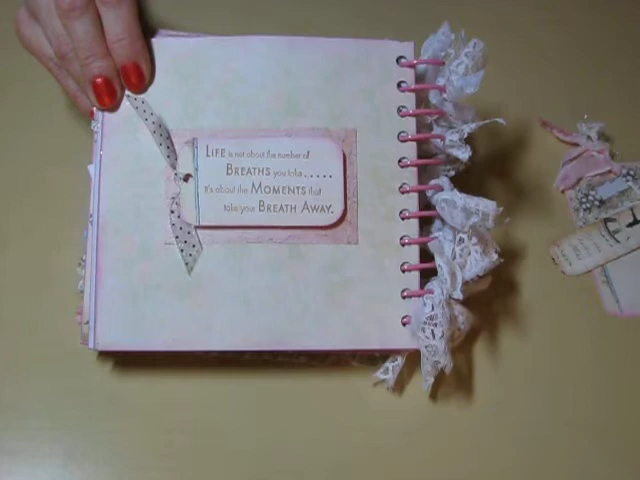 LIFE is not about the number of
BREATHS you take.....
It's about the MOMENTS that
take your BREATH AWAY.